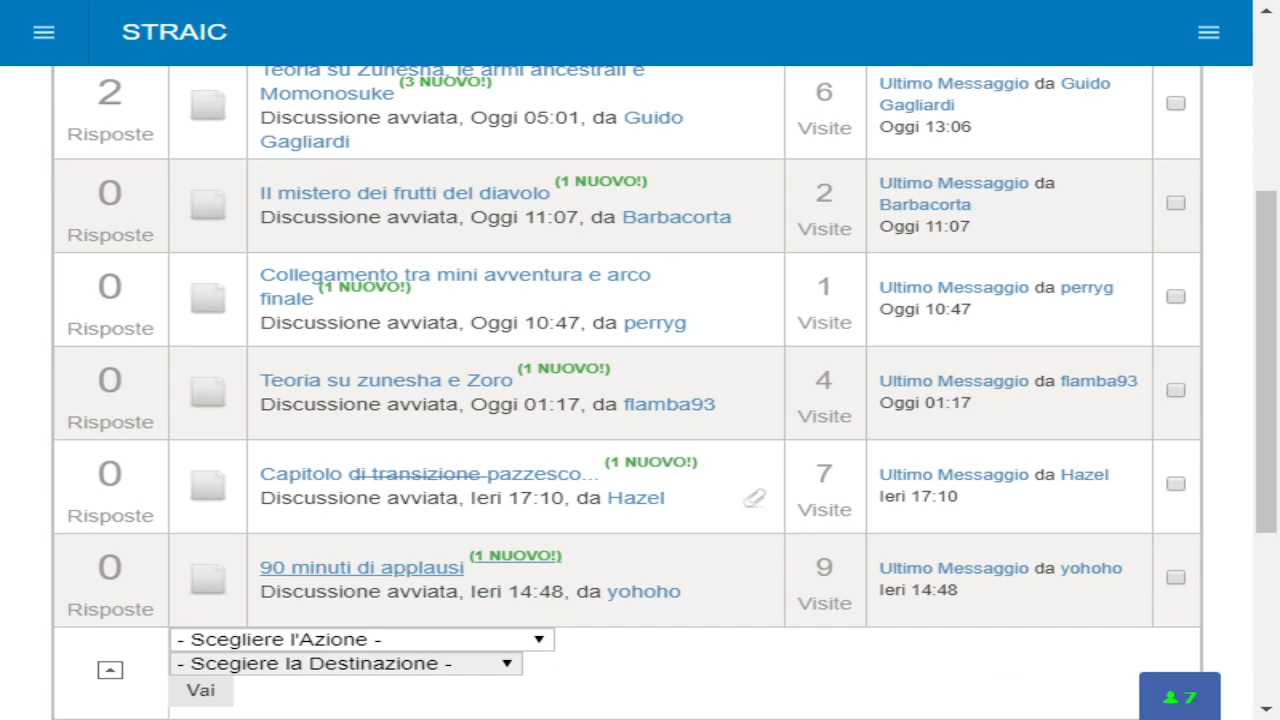 STRAIC
Teoria su Zunesha, le armi ancestrali e
Momonosuke (3 NUOVO!)
Discussione avviata, Oggi 05:01, da Guido
Gagliardi
2
Risposte
6
Visite
Ultimo Messaggio da Guido
Gagliardi
Oggi 13:06
0
Risposte
Il mistero dei frutti del diavolo (1 NUOVO!)
Discussione avviata, Oggi 11:07, da Barbacorta
2
Visite
Ultimo Messaggio da
Barbacorta
Oggi 11:07
0
Risposte
Collegamento tra mini avventura e arco
finale (1 NUOVO!)
Discussione avviata, Oggi 10:47, da perryg
1
Visite
Ultimo Messaggio da perryg
Oggi 10:47
0
Risposte
Teoria su zunesha e Zoro (1 NUOVO!)
Discussione avviata, Oggi 01:17, da flamba93
4
Visite
Ultimo Messaggio da flamba93
Oggi 01:17
0
Risposte
Capitolo di transizione pazzesco... (1 NUOVO!)
Discussione avviata, Ieri 17:10, da Hazel
7
Visite
Ultimo Messaggio da Hazel
Ieri 17:10
0
Risposte
90 minuti di applausi (1 NUOVO!)
Discussione avviata, Ieri 14:48, da yohoho
9
Visite
Ultimo Messaggio da yohoho
Ieri 14:48
- Scegliere l'Azione -
- Scegiere la Destinazione -
Vai
7